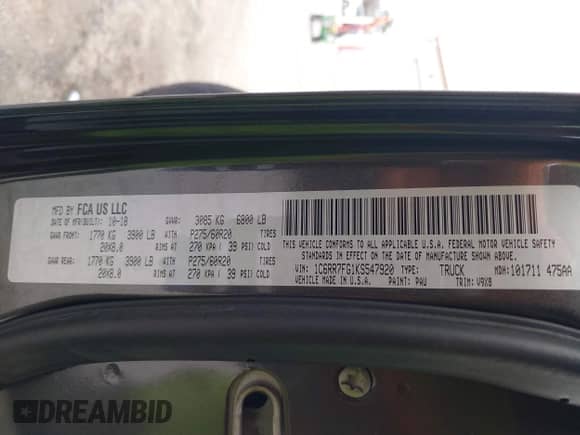 MFD BY FCA US LLC
DATE OF MFR(BUILT): 10-18 GVWR: 3085 KG 6800 LB
GAWR FRONT: 1770 KG 3900 LB WITH P275/60R20 TIRES
20X8.0 RIMS AT 270 KPA ( 39 PSI) COLD
GAWR REAR: 1770 KG 3900 LB WITH P275/60R20 TIRES
20X8.0 RIMS AT 270 KPA ( 39 PSI) COLD
THIS VEHICLE CONFORMS TO ALL APPLICABLE U.S.A. FEDERAL MOTOR VEHICLE SAFETY
STANDARDS IN EFFECT ON THE DATE OF MANUFACTURE SHOWN ABOVE.
VIN: 1C6RR7FG1KS547920 TYPE: TRUCK MDH: 101711 475AA
VEHICLE MADE IN U.S.A. PAINT: PAU TRIM: V9X8
DREAMBID